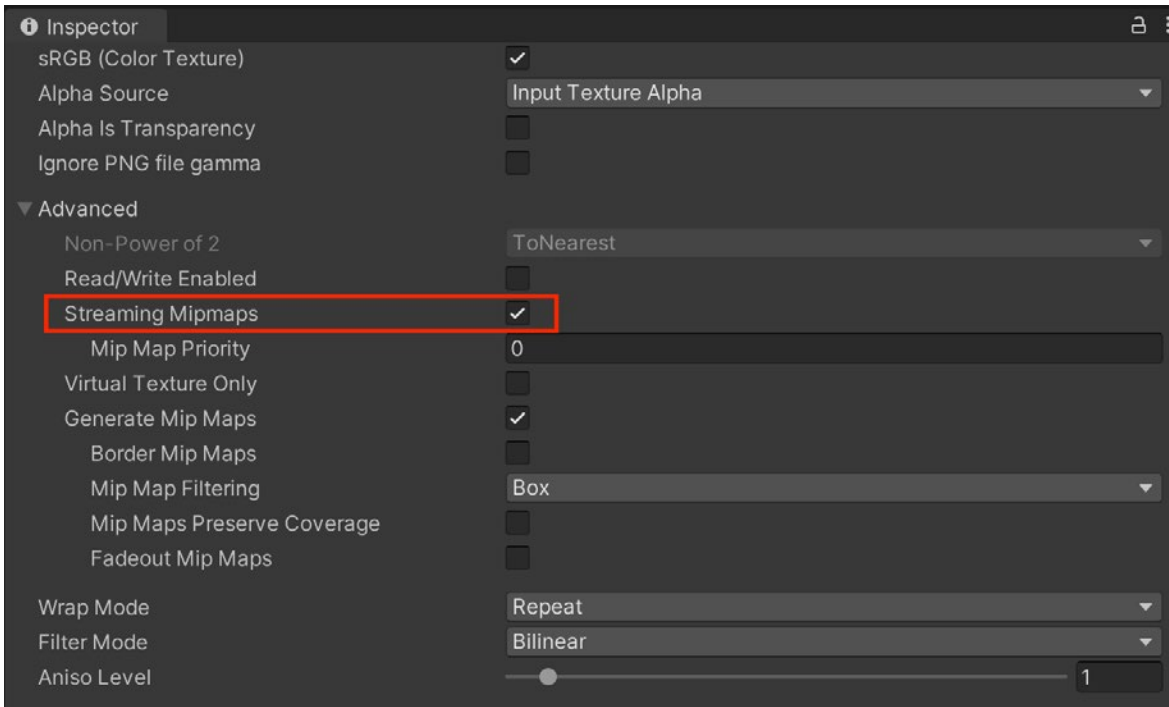 Inspector
sRGB (Color Texture)
Alpha Source Input Texture Alpha
Alpha Is Transparency
Ignore PNG file gamma
Advanced
Non-Power of 2 ToNearest
Read/Write Enabled
Streaming Mipmaps
Mip Map Priority 0
Virtual Texture Only
Generate Mip Maps
Border Mip Maps
Mip Map Filtering Box
Mip Maps Preserve Coverage
Fadeout Mip Maps
Wrap Mode Repeat
Filter Mode Bilinear
Aniso Level 1